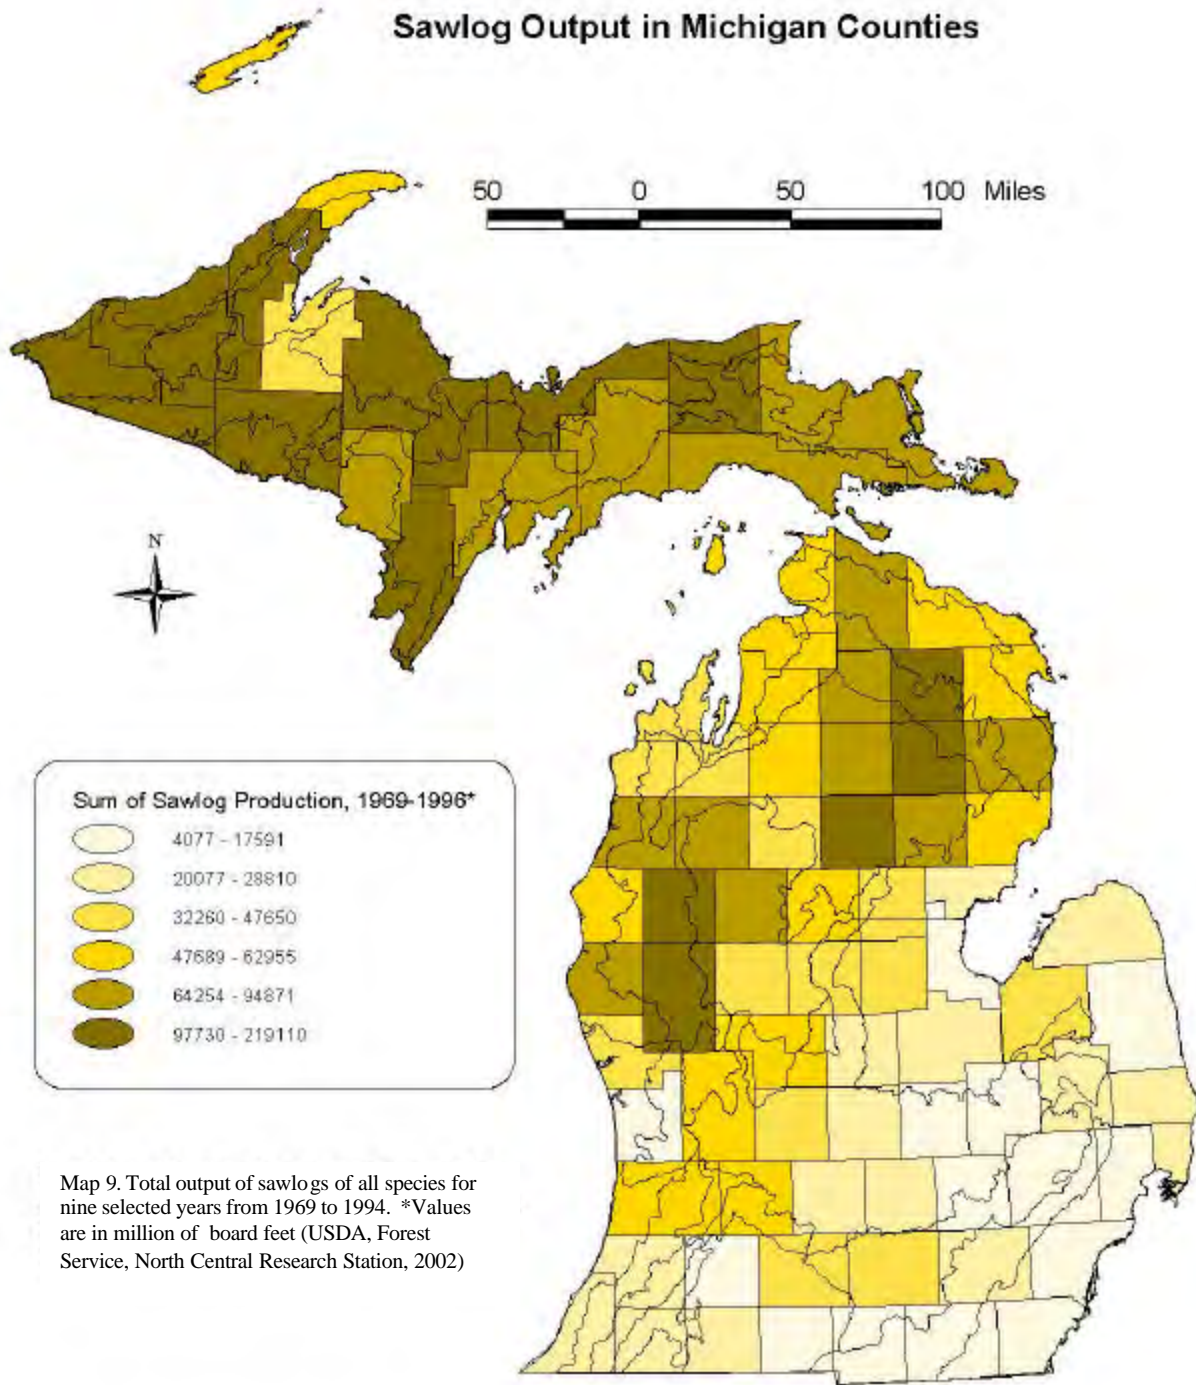 Sawlog Output in Michigan Counties
50 0 50 100 Miles
N
Sum of Sawlog Production, 1969-1996*
4077 - 17591
20077 - 28810
32260 - 47650
47689 - 62955
64254 - 94871
97730 - 219110
Map 9. Total output of sawlogs of all species for
nine selected years from 1969 to 1994. *Values
are in million of board feet (USDA, Forest
Service, North Central Research Station, 2002)